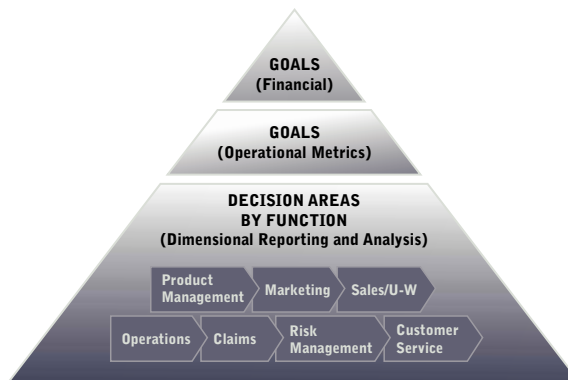 GOALS
(Financial)
GOALS
(Operational Metrics)
DECISION AREAS
BY FUNCTION
(Dimensional Reporting and Analysis)
Product
Management
Marketing
Sales/U-W
Operations
Claims
Risk
Management
Customer
Service